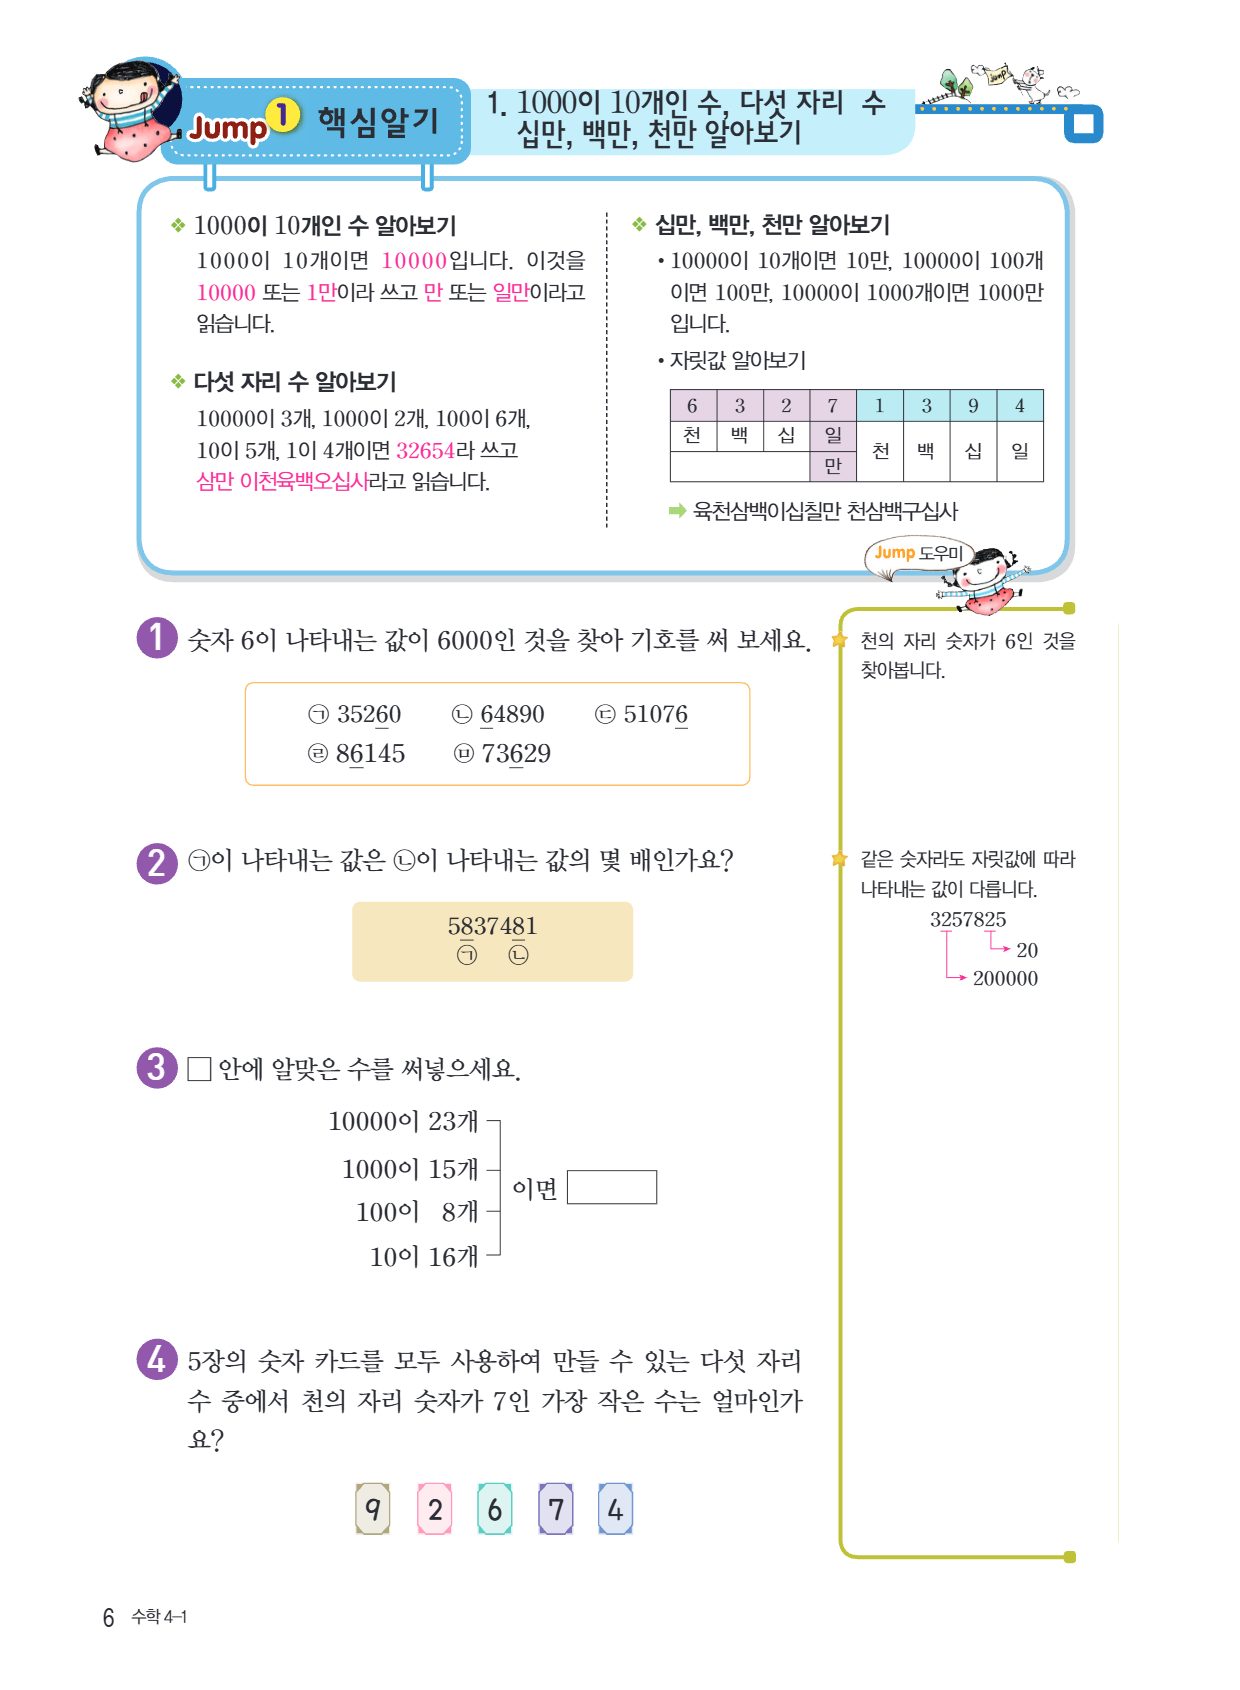 Jump 1 핵심알기
1. 1000이 10개인 수, 다섯 자리 수
십만, 백만, 천만 알아보기
Jump
❖ 1000이 10개인 수 알아보기
1000이 10개이면 10000입니다. 이것을
10000 또는 1만이라 쓰고 만 또는 일만이라고
읽습니다.
❖ 다섯 자리 수 알아보기
10000이 3개, 1000이 2개, 100이 6개,
10이 5개, 1이 4개이면 32654라 쓰고
삼만 이천육백오십사라고 읽습니다.
❖ 십만, 백만, 천만 알아보기
• 10000이 10개이면 10만, 10000이 100개
이면 100만, 10000이 1000개이면 1000만
입니다.
• 자릿값 알아보기
6 3 2 7 1 3 9 4
천 백 십 일 천 백 십 일
만
➡ 육천삼백이십칠만 천삼백구십사
Jump 도우미
1 숫자 6이 나타내는 값이 6000인 것을 찾아 기호를 써 보세요.
㉠ 35260 ㉡ 64890 ㉢ 51076
㉣ 86145 ㉤ 73629
천의 자리 숫자가 6인 것을
찾아봅니다.
2 ㉠이 나타내는 값은 ㉡이 나타내는 값의 몇 배인가요?
5837481
㉠ ㉡
같은 숫자라도 자릿값에 따라
나타내는 값이 다릅니다.
3257825
20
200000
3 □ 안에 알맞은 수를 써넣으세요.
10000이 23개
1000이 15개
이면
100이 8개
10이 16개
4 5장의 숫자 카드를 모두 사용하여 만들 수 있는 다섯 자리
수 중에서 천의 자리 숫자가 7인 가장 작은 수는 얼마인가
요?
9 2 6 7 4
6 수학 4-1